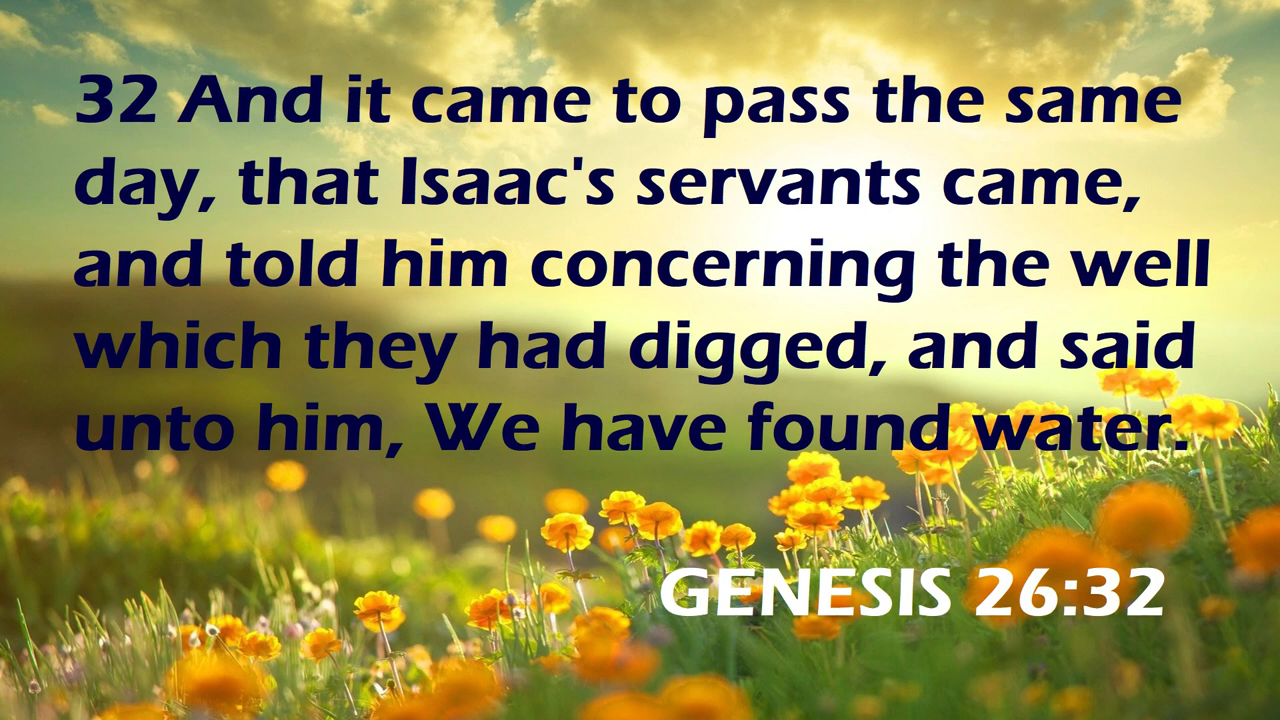 32 And it came to pass the same
day, that Isaac's servants came,
and told him concerning the well
which they had digged, and said
unto him, We have found water.
GENESIS 26:32